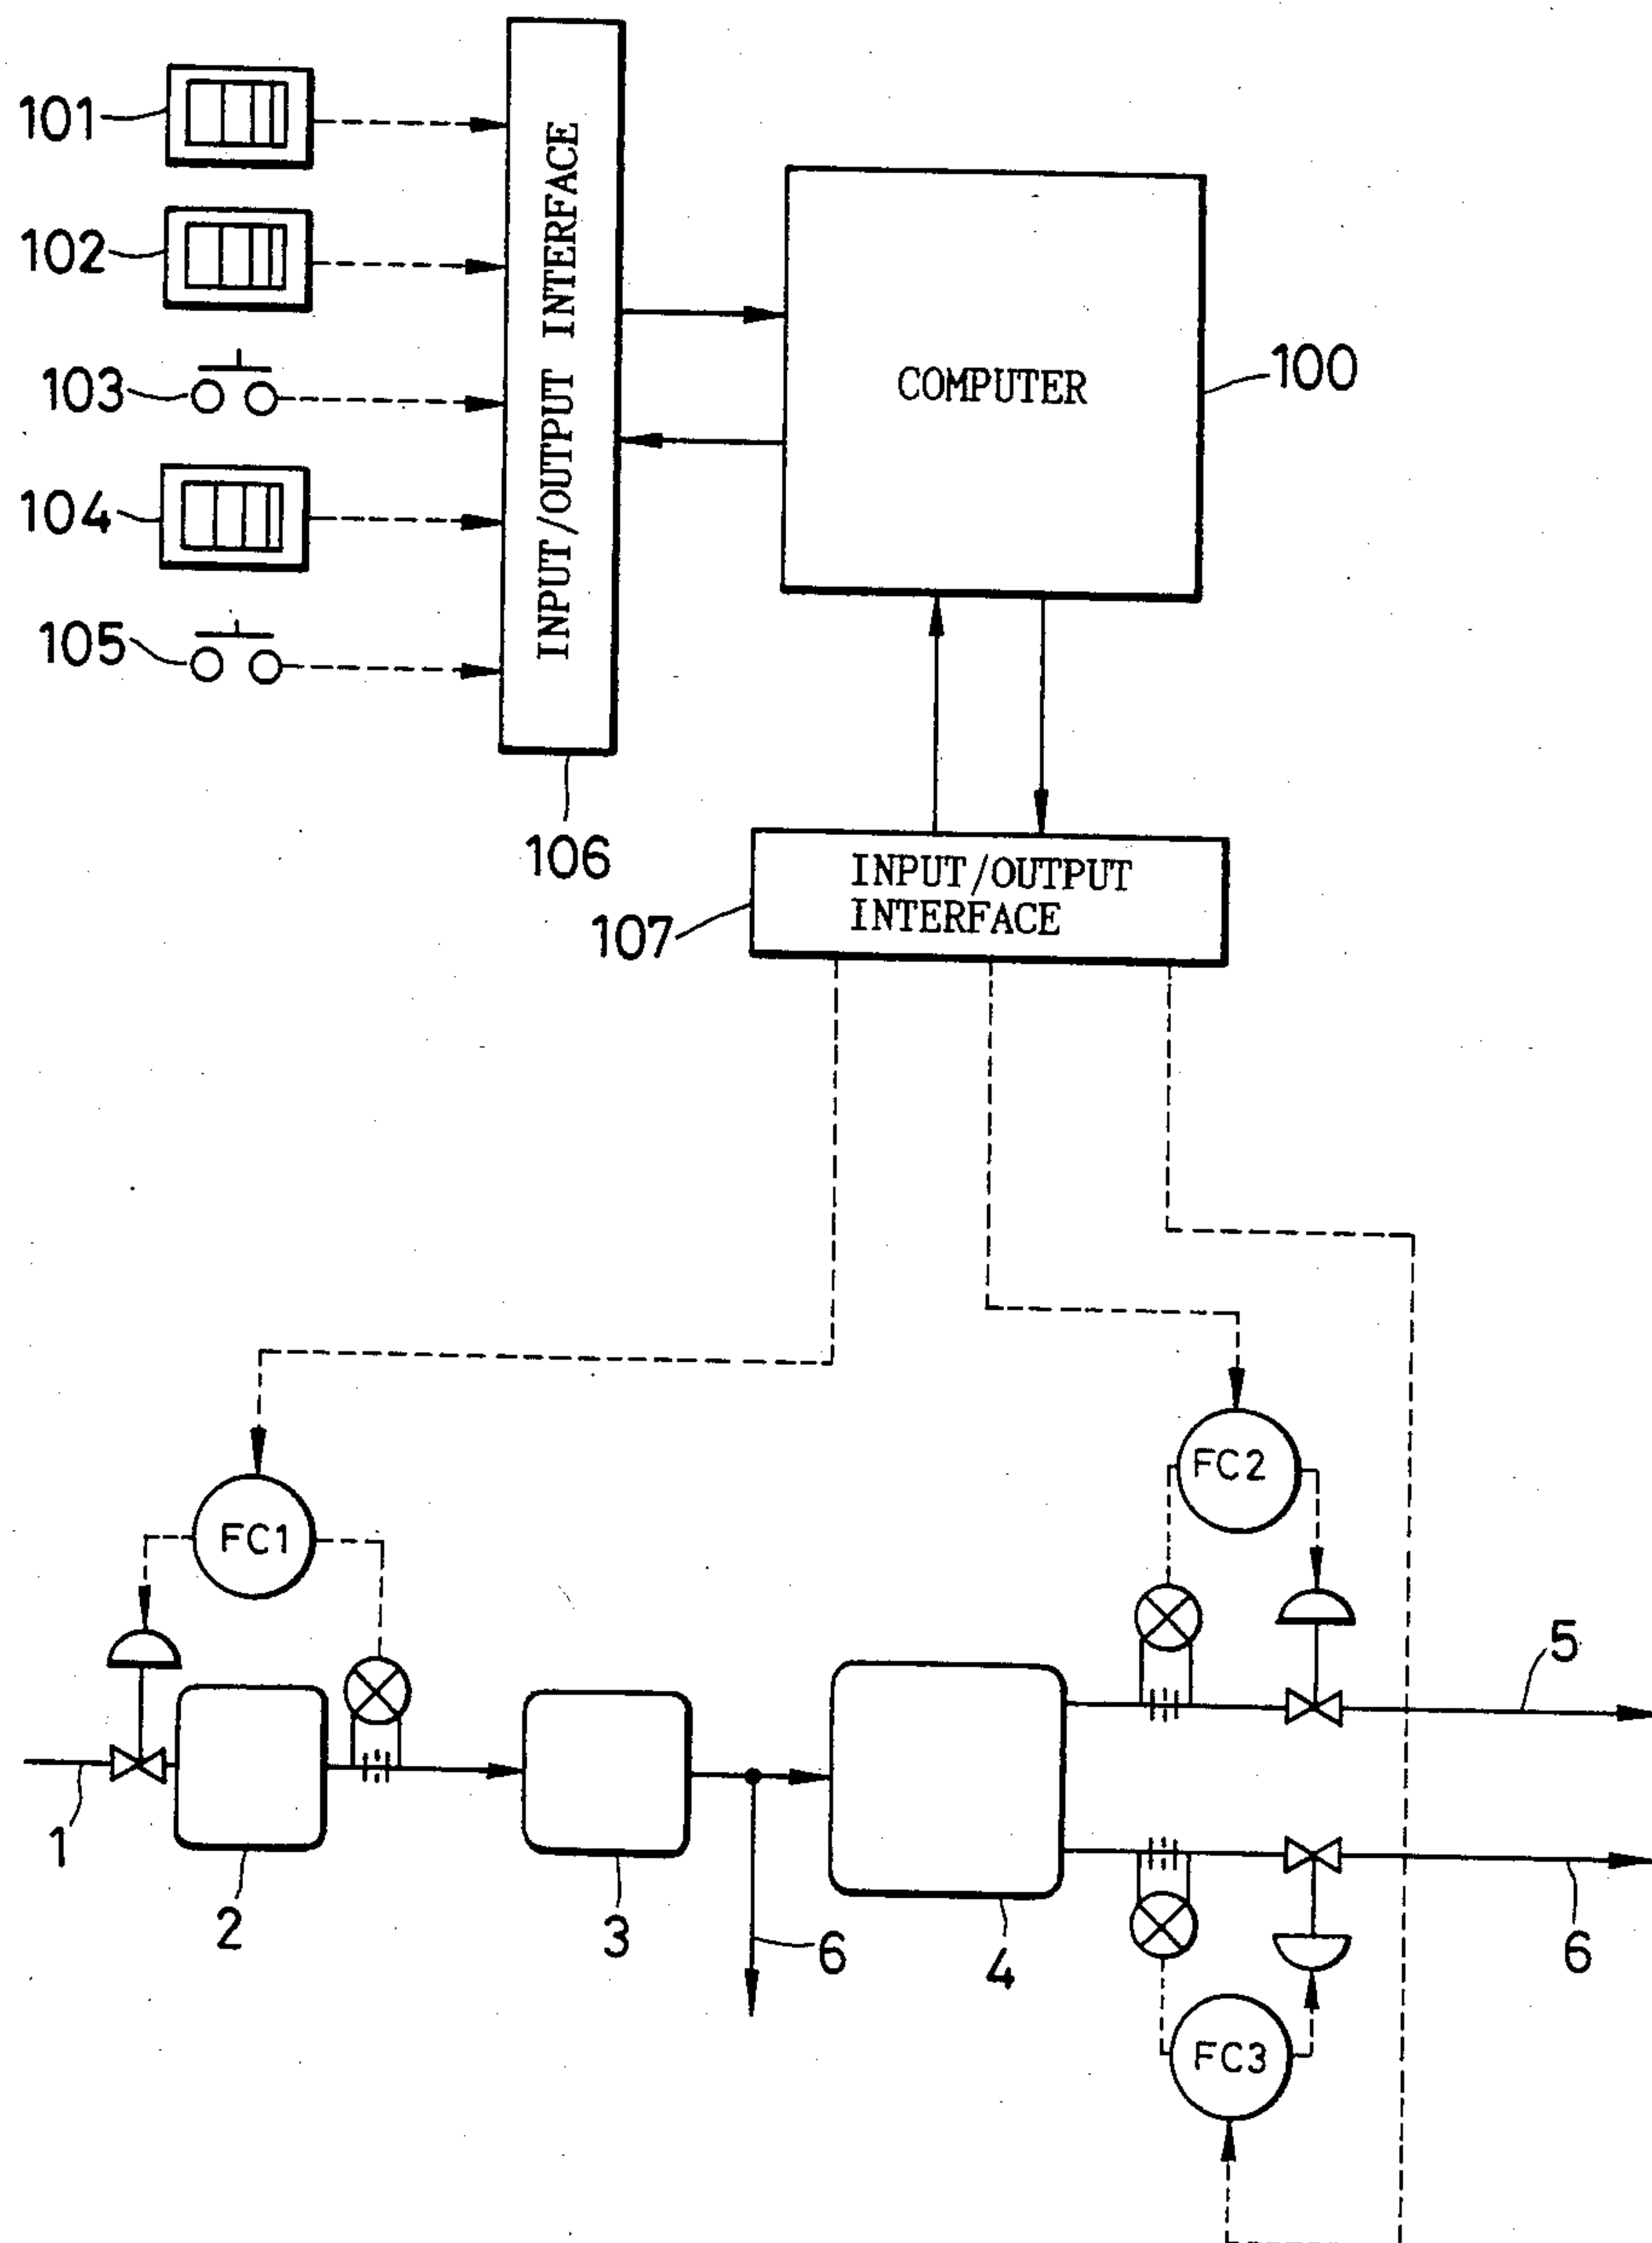 101
102
103
104
105
INPUT/OUTPUT INTERFACE
106
COMPUTER
100
INPUT/OUTPUT
INTERFACE
107
FC1
FC2
5
1
2
3
6
4
6
FC3